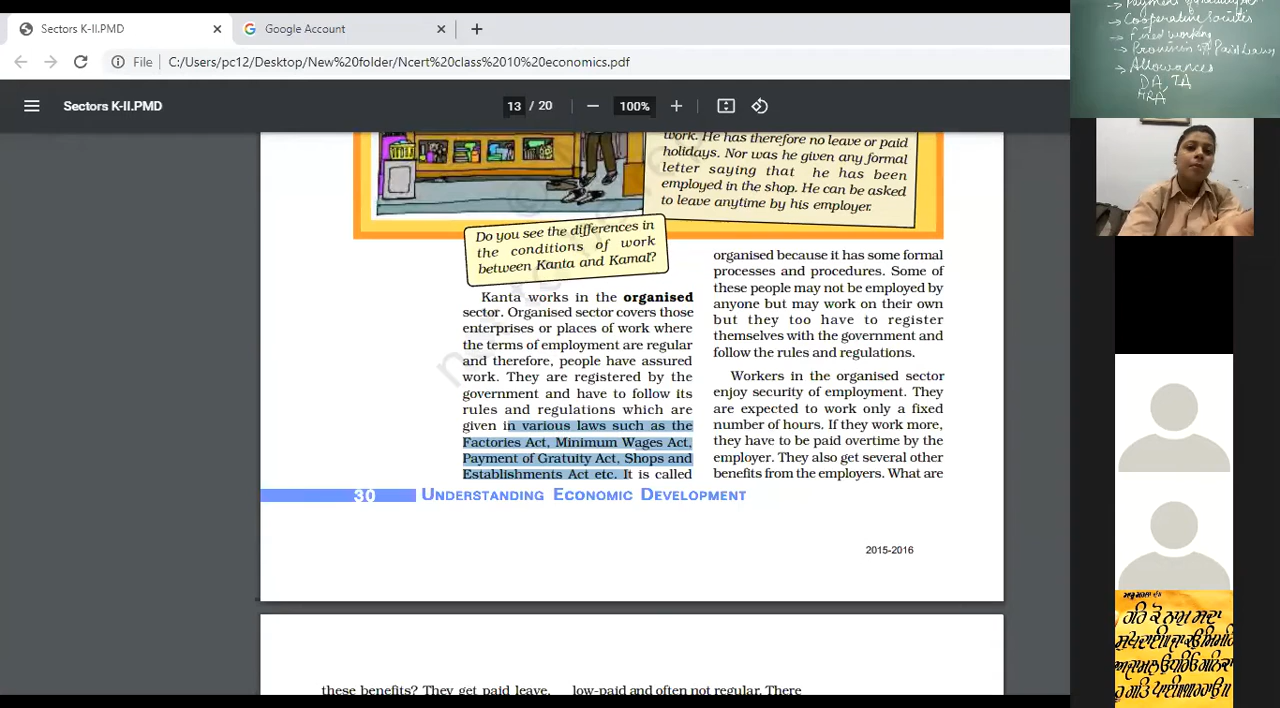 Sectors K-II.PMD
Google Account
File
C:/Users/pc12/Desktop/New%20folder/Ncert%20class%2010%20economics.pdf
Sectors K-II.PMD
13 / 20
100%
work. He has therefore no leave or paid
holidays. Nor was he given any formal
letter saying that he has been
employed in the shop. He can be asked
to leave anytime by his employer.
Do you see the differences in
the conditions of work
between Kanta and Kamal?
Kanta works in the organised
sector. Organised sector covers those
enterprises or places of work where
the terms of employment are regular
and therefore, people have assured
work. They are registered by the
government and have to follow its
rules and regulations which are
given in various laws such as the
Factories Act, Minimum Wages Act,
Payment of Gratuity Act, Shops and
Establishments Act etc. It is called
organised because it has some formal
processes and procedures. Some of
these people may not be employed by
anyone but may work on their own
but they too have to register
themselves with the government and
follow the rules and regulations.
Workers in the organised sector
enjoy security of employment. They
are expected to work only a fixed
number of hours. If they work more,
they have to be paid overtime by the
employer. They also get several other
benefits from the employers. What are
30 UNDERSTANDING ECONOMIC DEVELOPMENT
2015-2016
these benefits? They get paid leave,
low-paid and often not regular. There
→ Cooperative Societies
→ Fixed working
→ Provision of Paid Leave
→ Allowances
DA, TA
HRA